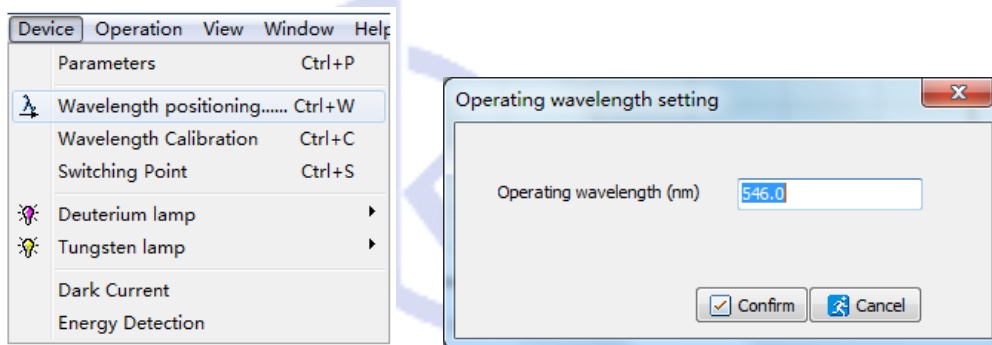 Device Operation View Window Help
Parameters Ctrl+P
Wavelength positioning...... Ctrl+W
Wavelength Calibration Ctrl+C
Switching Point Ctrl+S
Deuterium lamp
Tungsten lamp
Dark Current
Energy Detection
Operating wavelength setting
Operating wavelength (nm) 546.0
Confirm Cancel